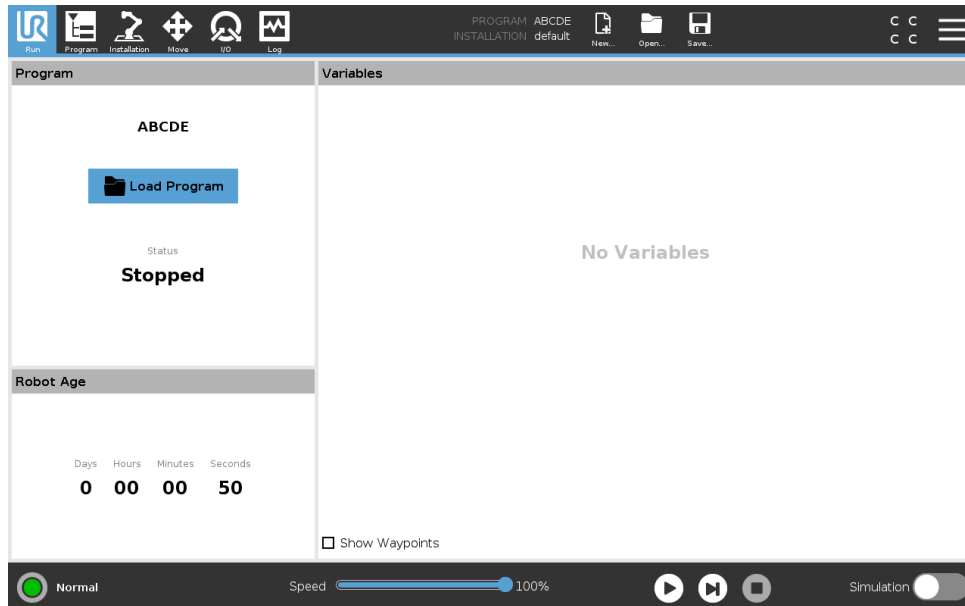 PROGRAM ABCDE
INSTALLATION default
C C
C C
Run
Program
Installation
Move
I/O
Log
New...
Open...
Save...
Program
Variables
ABCDE
Load Program
Status
Stopped
No Variables
Robot Age
Days Hours Minutes Seconds
0 00 00 50
Show Waypoints
Normal
Speed
100%
Simulation